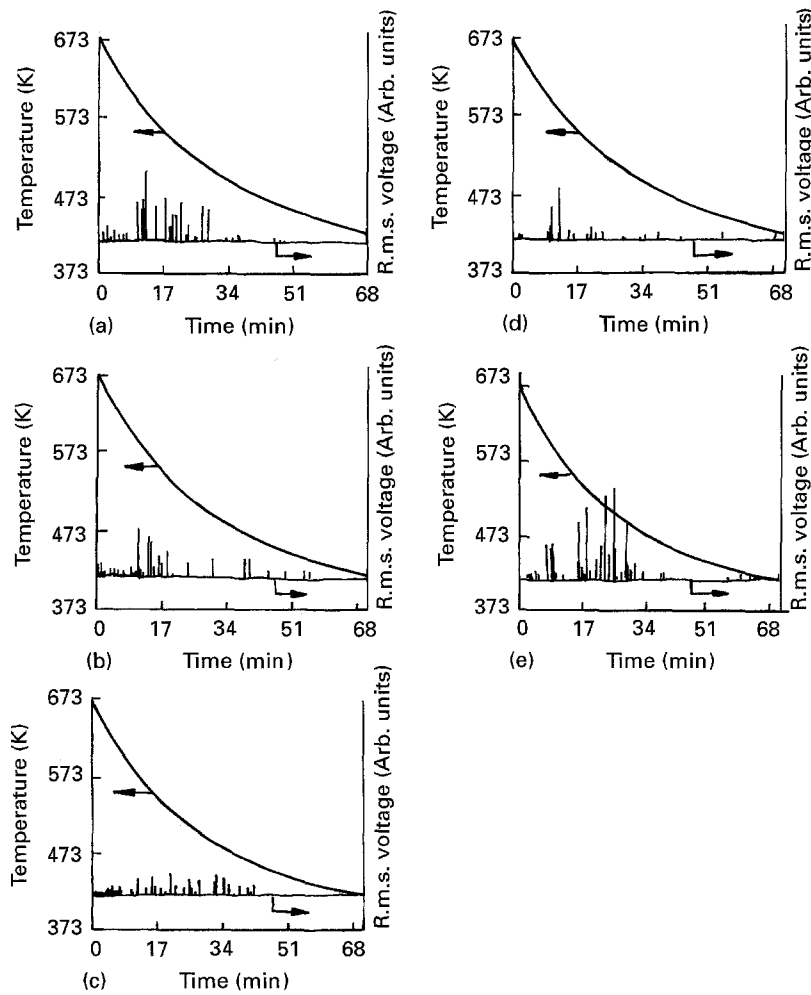 673
573
473
373
Temperature (K)
R.m.s. voltage (Arb. units)
0 17 34 51 68
(a) Time (min)
673
573
473
373
Temperature (K)
R.m.s. voltage (Arb. units)
0 17 34 51 68
(b) Time (min)
673
573
473
373
Temperature (K)
R.m.s. voltage (Arb. units)
0 17 34 51 68
(c) Time (min)
673
573
473
373
Temperature (K)
R.m.s. voltage (Arb. units)
0 17 34 51 68
(d) Time (min)
673
573
473
373
Temperature (K)
R.m.s. voltage (Arb. units)
0 17 34 51 68
(e) Time (min)